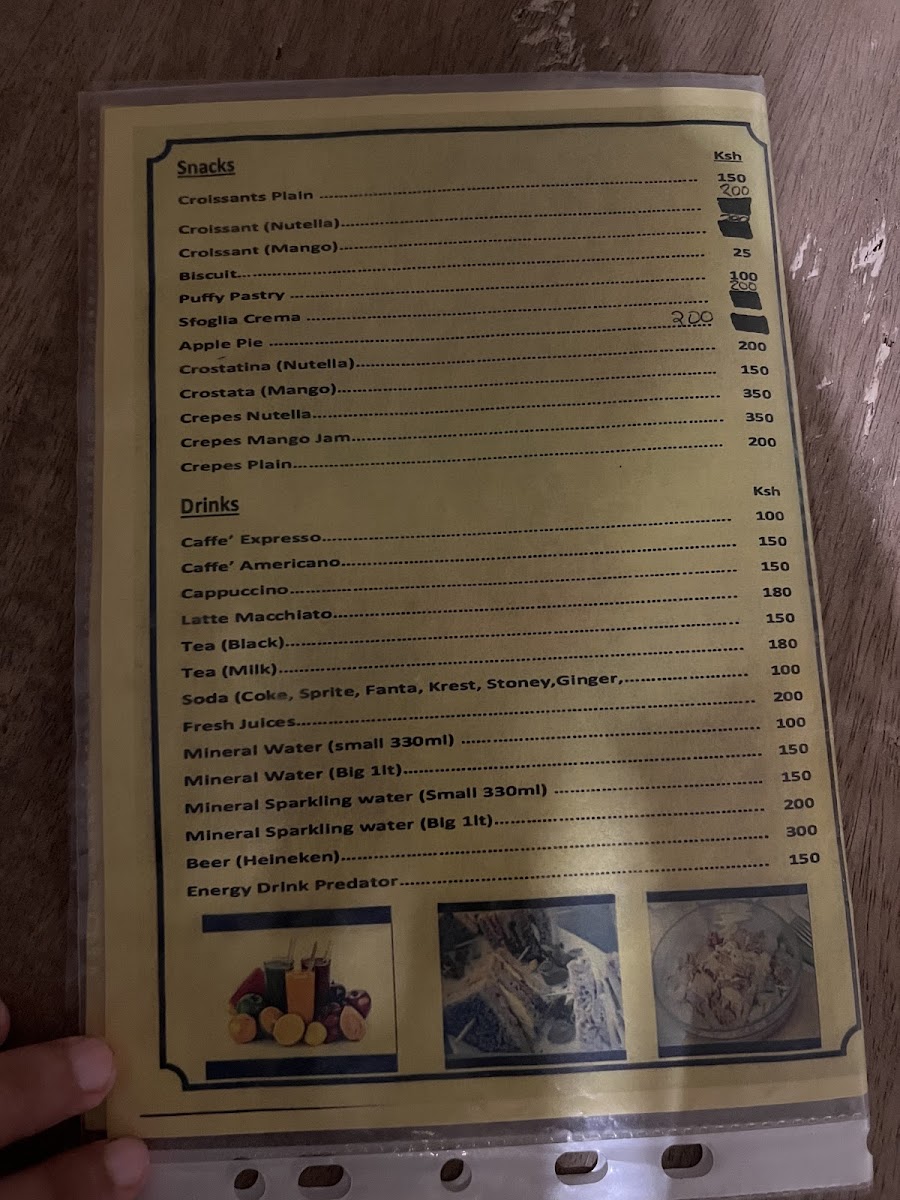 Snacks Ksh
Croissants Plain ........ 150
Croissant (Nutella)........ 200
Croissant (Mango)........
Biscuit........ 25
Puffy Pastry ........ 100
Sfoglia Crema ........ 200
Apple Pie ........ 200
Crostatina (Nutella)........ 200
Crostata (Mango)........ 150
Crepes Nutella........ 350
Crepes Mango Jam........ 350
Crepes Plain........ 200
Drinks Ksh
Caffe’ Expresso........ 100
Caffe’ Americano........ 150
Cappuccino........ 150
Latte Macchiato........ 180
Tea (Black)........ 150
Tea (Milk)........ 180
Soda (Coke, Sprite, Fanta, Krest, Stoney,Ginger,........ 100
Fresh Juices........ 200
Mineral Water (small 330ml) ........ 100
Mineral Water (Big 1lt)........ 150
Mineral Sparkling water (Small 330ml) ........ 150
Mineral Sparkling water (Big 1lt)........ 200
Beer (Heineken)........ 300
Energy Drink Predator........ 150